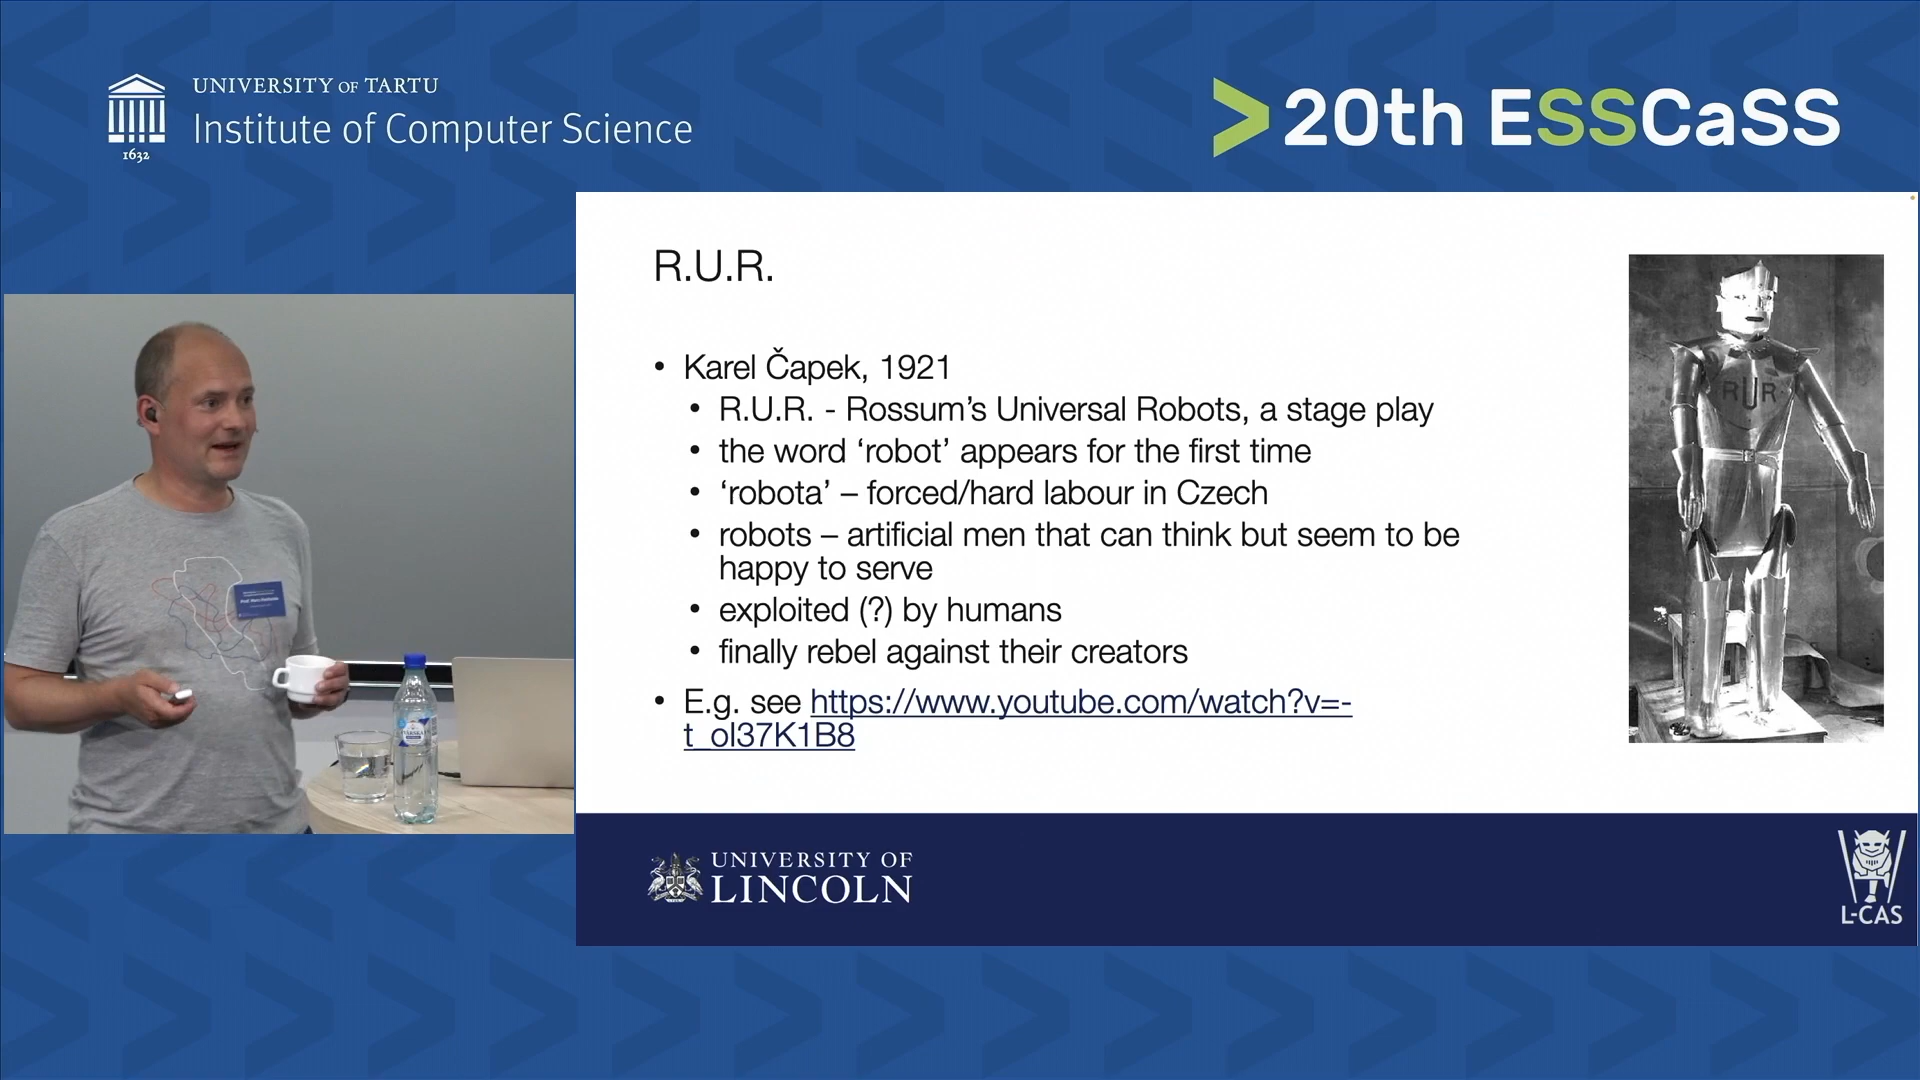 UNIVERSITY OF TARTU
Institute of Computer Science
1632
>20th ESSCaSS
R.U.R.
• Karel Čapek, 1921
• R.U.R. - Rossum’s Universal Robots, a stage play
• the word ‘robot’ appears for the first time
• ‘robota’ – forced/hard labour in Czech
• robots – artificial men that can think but seem to be
happy to serve
• exploited (?) by humans
• finally rebel against their creators
• E.g. see https://www.youtube.com/watch?v=-
t_oI37K1B8
RUR
UNIVERSITY OF
LINCOLN
L-CAS